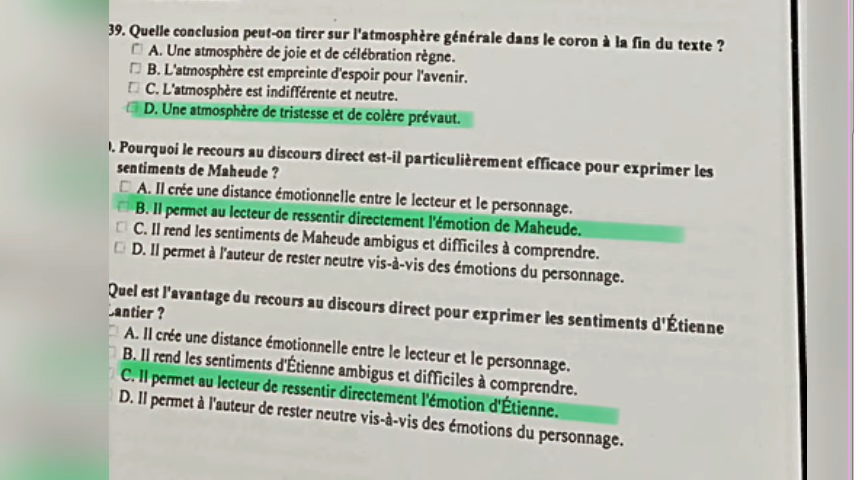 39. Quelle conclusion peut-on tirer sur l'atmosphère générale dans le coron à la fin du texte ?
A. Une atmosphère de joie et de célébration règne.
B. L'atmosphère est empreinte d'espoir pour l'avenir.
C. L'atmosphère est indifférente et neutre.
D. Une atmosphère de tristesse et de colère prévaut.
. Pourquoi le recours au discours direct est-il particulièrement efficace pour exprimer les
sentiments de Maheude ?
A. Il crée une distance émotionnelle entre le lecteur et le personnage.
B. Il permet au lecteur de ressentir directement l'émotion de Maheude.
C. Il rend les sentiments de Maheude ambigus et difficiles à comprendre.
D. Il permet à l'auteur de rester neutre vis-à-vis des émotions du personnage.
Quel est l'avantage du recours au discours direct pour exprimer les sentiments d'Étienne
Lantier ?
A. Il crée une distance émotionnelle entre le lecteur et le personnage.
B. Il rend les sentiments d'Étienne ambigus et difficiles à comprendre.
C. Il permet au lecteur de ressentir directement l'émotion d'Étienne.
D. Il permet à l'auteur de rester neutre vis-à-vis des émotions du personnage.